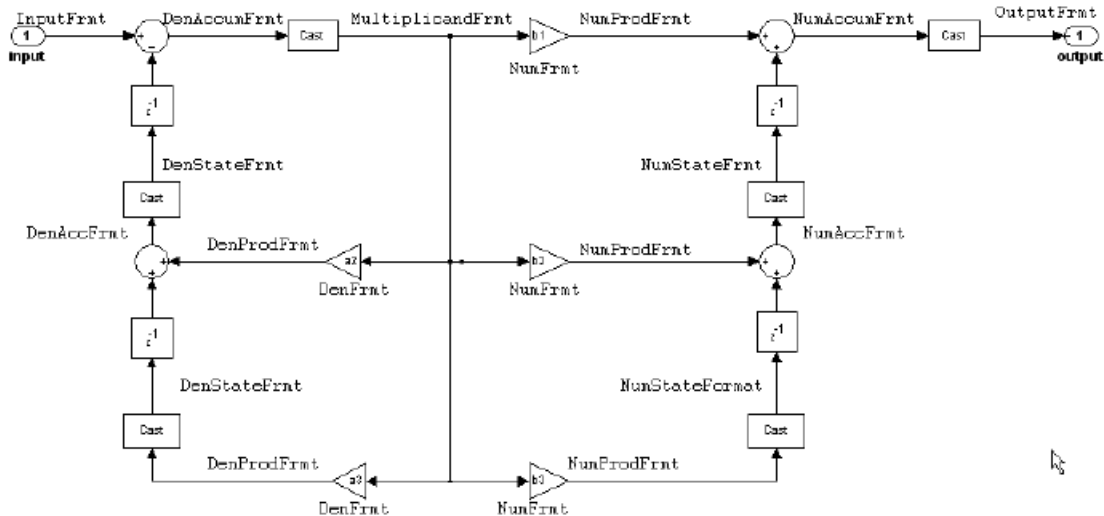 InputFrmt DenAccumFrmt MultiplicandFrmt NumProdFrmt NumAccumFrmt OutputFrmt
1 Cast b1 Cast 1
input NumFrmt output
z-1 z-1
DenStateFrmt NumStateFrmt
Cast Cast
DenAccFrmt DenProdFrmt NumProdFrmt NumAccFrmt
a2 b2
DenFrmt NumFrmt
z-1 z-1
DenStateFrmt NumStateFormat
Cast Cast
DenProdFrmt NumProdFrmt
a3 b3
DenFrmt NumFrmt